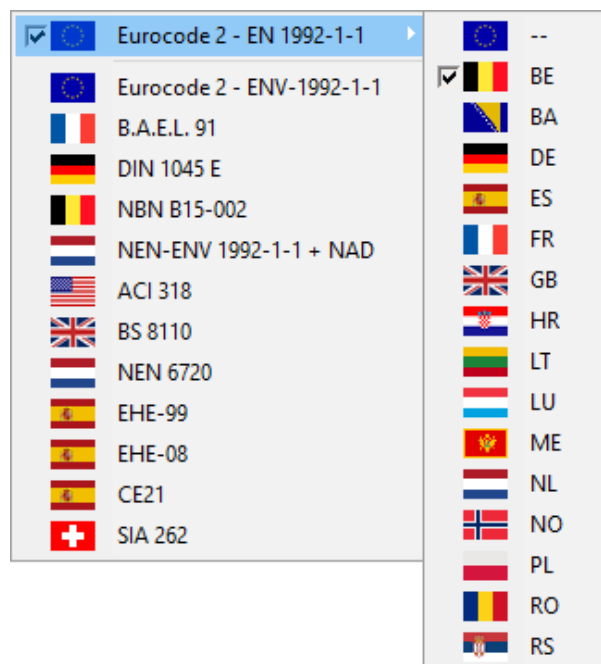 Eurocode 2 - EN 1992-1-1
Eurocode 2 - ENV-1992-1-1
B.A.E.L. 91
DIN 1045 E
NBN B15-002
NEN-ENV 1992-1-1 + NAD
ACI 318
BS 8110
NEN 6720
EHE-99
EHE-08
CE21
SIA 262
--
BE
BA
DE
ES
FR
GB
HR
LT
LU
ME
NL
NO
PL
RO
RS